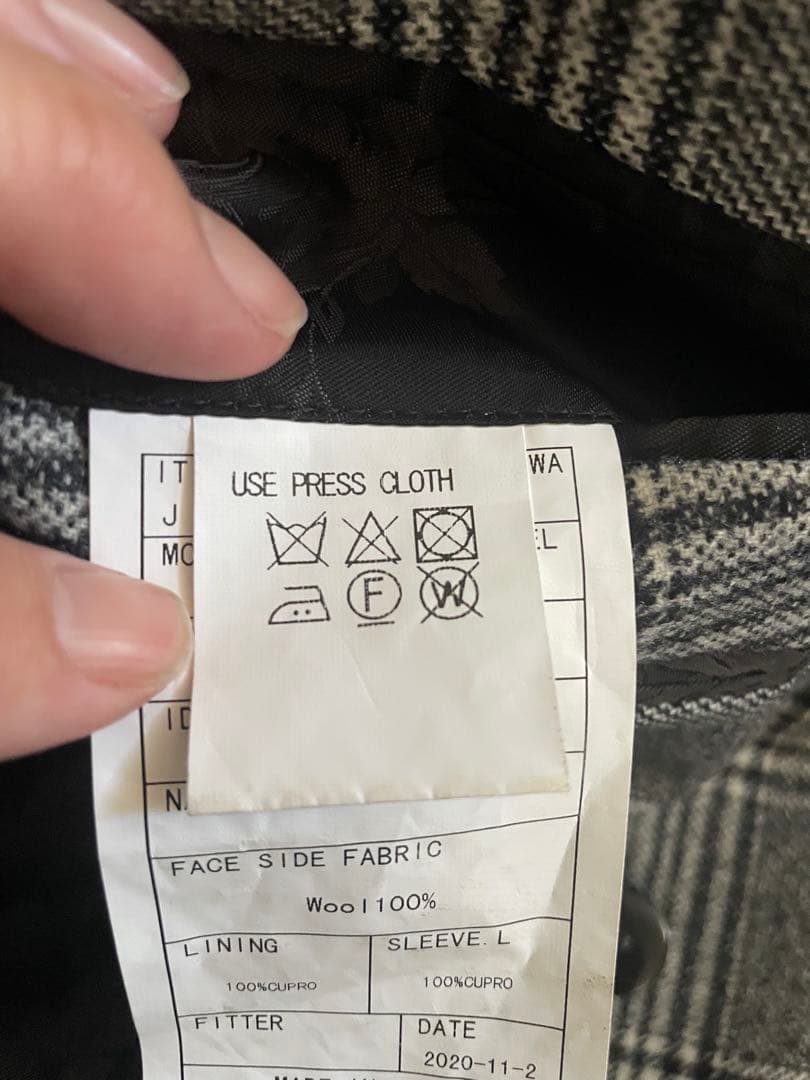 USE PRESS CLOTH
IT
WA
J
MO
EL
F
W
ID
N.
FACE SIDE FABRIC
Wool100%
LINING
SLEEVE.L
100%CUPRO
100%CUPRO
FITTER
DATE
2020-11-2